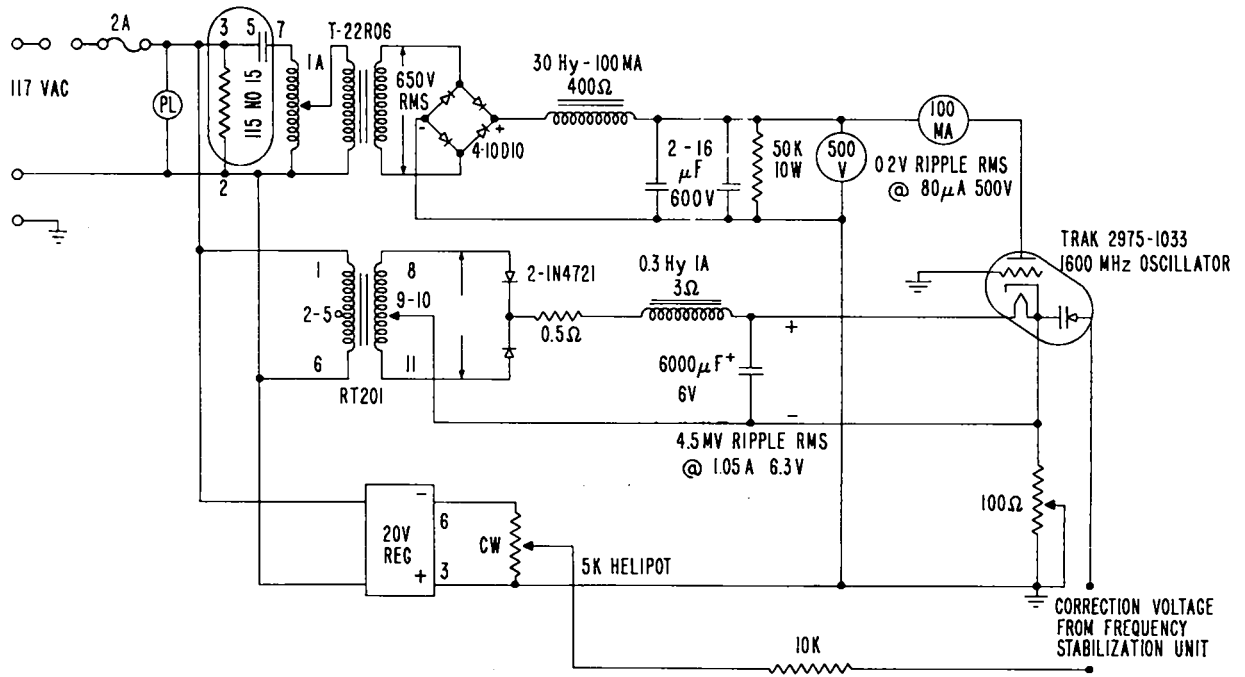 2A
3 5 7
T-22R06
1A
117 VAC
PL
115 NO 15
2
650V
RMS
-
+
4-10D10
30 Hy-100MA
400Ω
2-16
μF
600V
50K
10W
500
V
100
MA
0.2V RIPPLE RMS
@ 80μA 500V
TRAK 2975-1033
1600 MHz OSCILLATOR
1
2-5
6
8
9-10
11
RT201
2-1N4721
0.5Ω
0.3 Hy 1A
3Ω
+
6000μF+
6V
-
4.5MV RIPPLE RMS
@ 1.05A 6.3V
100Ω
20V
REG
-
+
6
3
CW
5K HELIPOT
10K
CORRECTION VOLTAGE
FROM FREQUENCY
STABILIZATION UNIT